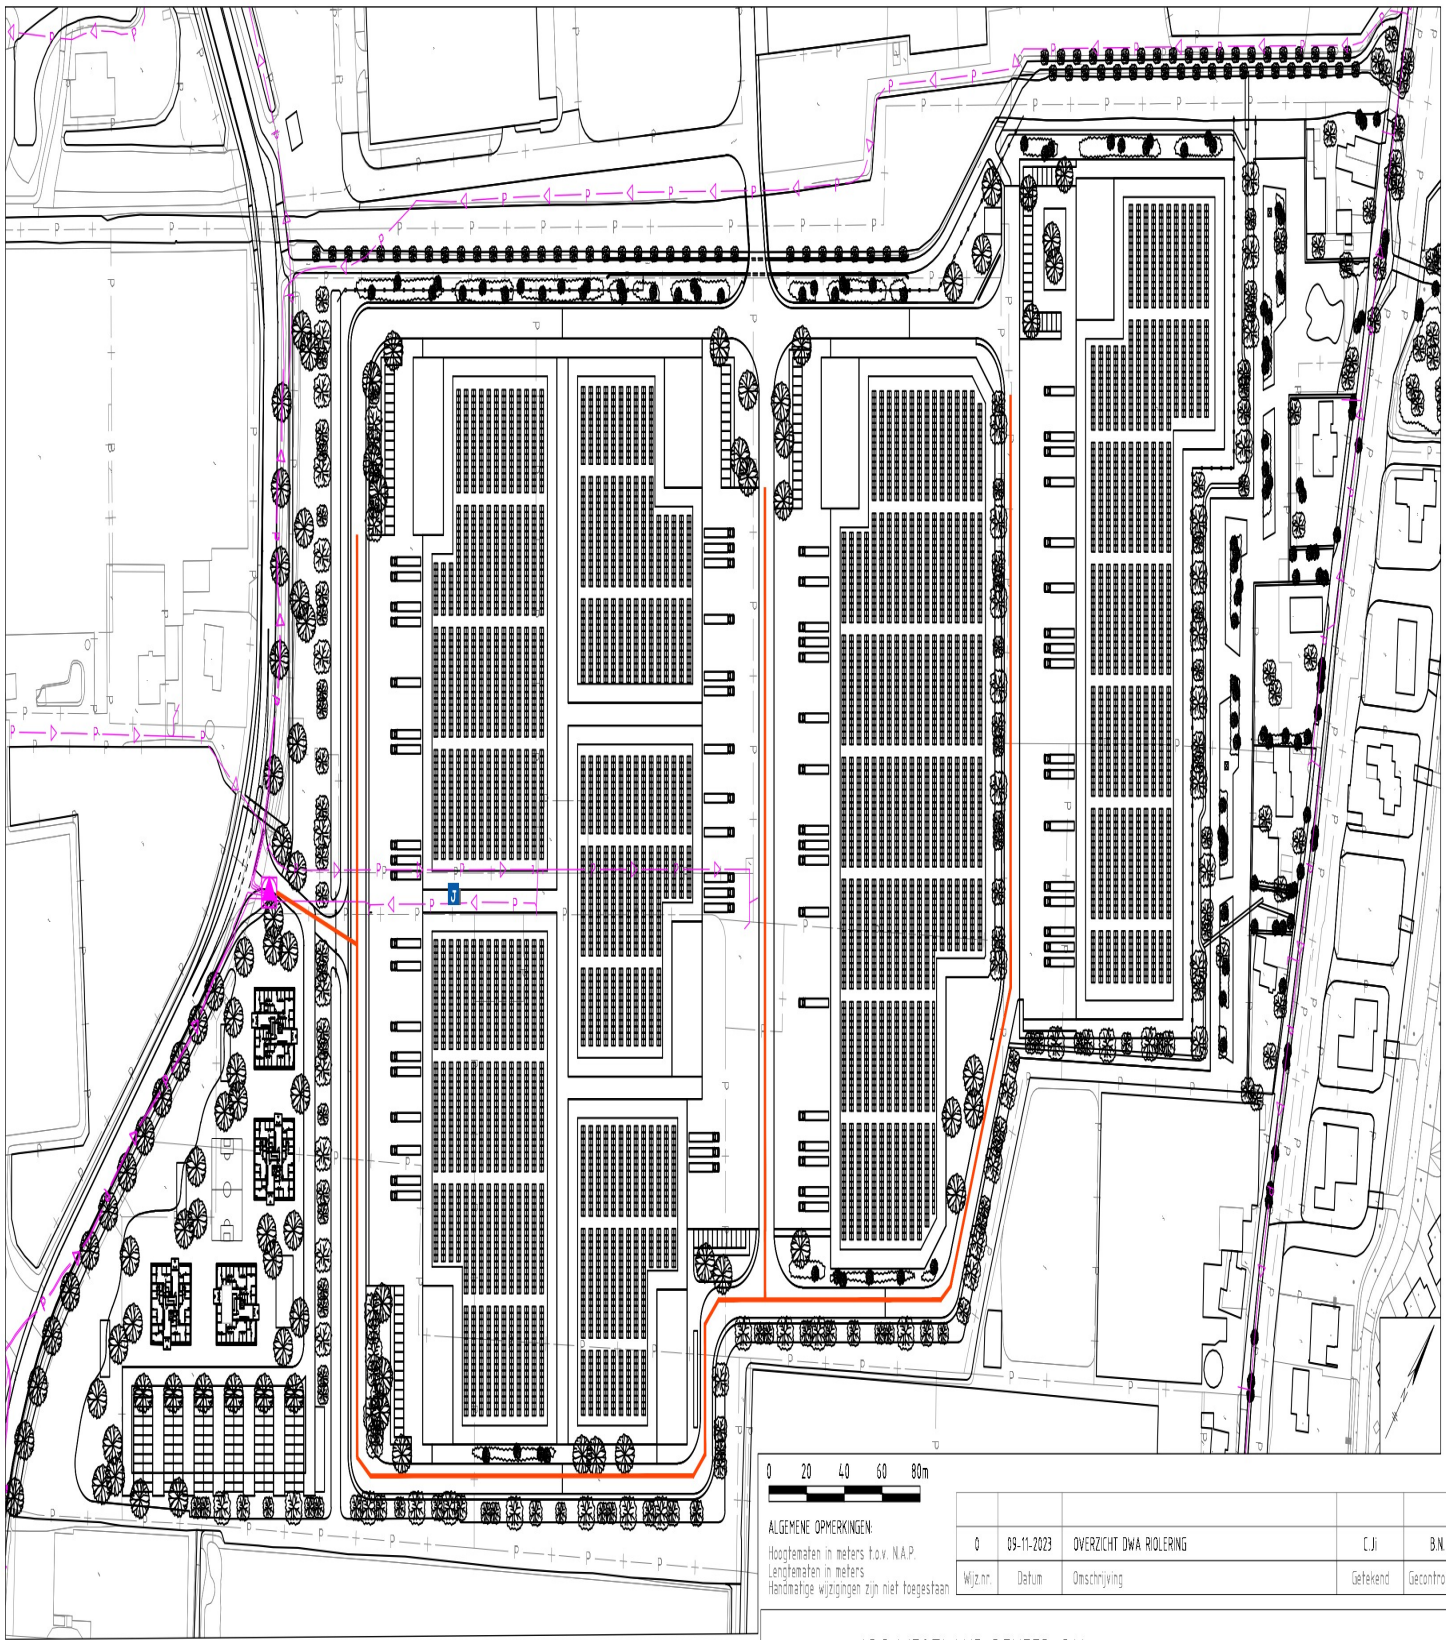 J
0 20 40 60 80m
ALGEMENE OPMERKINGEN:
Hoogtematen in meters t.o.v. N.A.P.
Lengtematen in meters
Handmatige wijzigingen zijn niet toegestaan
0 09-11-2023 OVERZICHT DWA RIOLERING C.Ji B.N.
Wijz.nr. Datum Omschrijving Getekend Gecontro